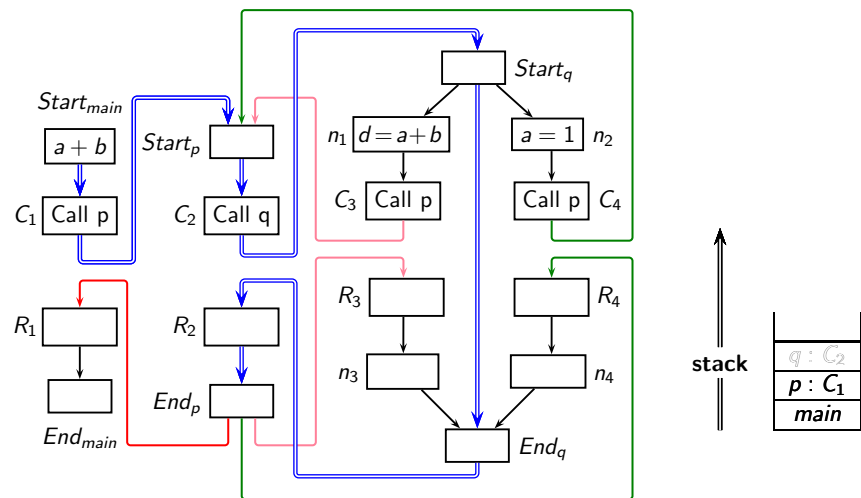 Start_q
Start_main
n_1 d = a + b
a = 1 n_2
a + b
Start_p
C_1 Call p
C_2 Call q
C_3 Call p
Call p C_4
R_1
R_2
R_3
R_4
q : C_2
stack
n_3
n_4
p : C_1
End_p
main
End_main
End_q